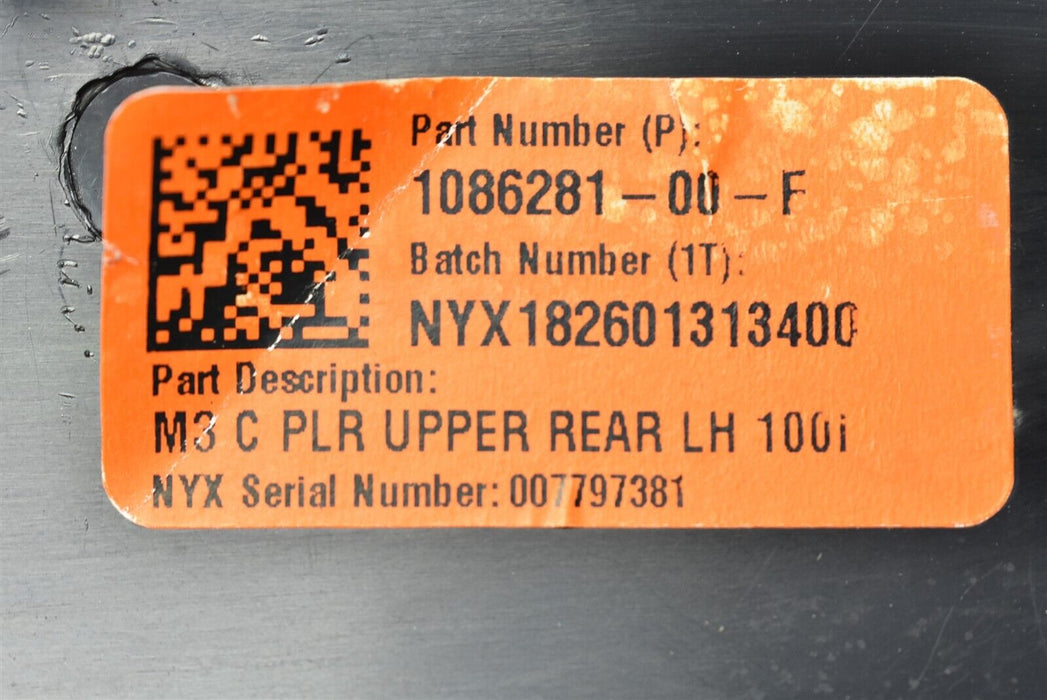 Part Number (P):
1086281-00-F
Batch Number (1T):
NYX182601313400
Part Description:
M3 C PLR UPPER REAR LH 100i
NYX Serial Number: 007797381